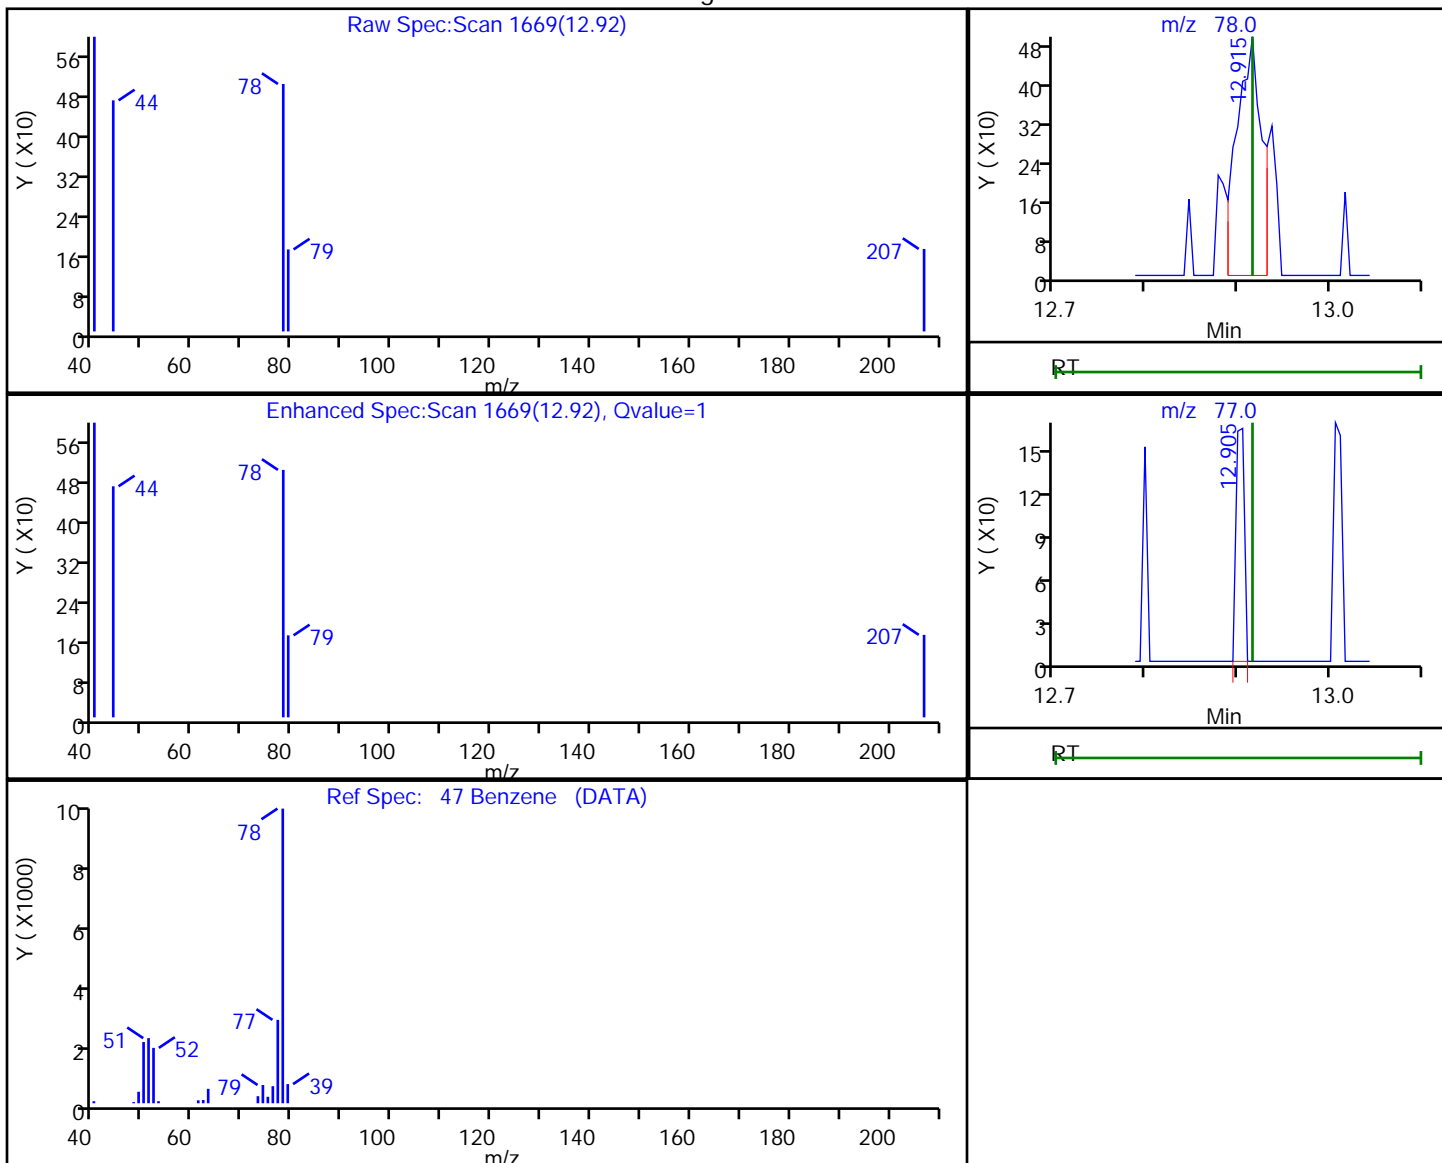 Raw Spec:Scan 1669(12.92)
Y ( X10)
56
48
40
32
24
16
8
0
44
78
79
207
40 60 80 100 120 140 160 180 200
m/z
m/z 78.0
Y ( X10)
48
40
32
24
16
8
0
12.915
12.7 13.0
Min
RT
Enhanced Spec:Scan 1669(12.92), Qvalue=1
Y ( X10)
56
48
40
32
24
16
8
0
44
78
79
207
40 60 80 100 120 140 160 180 200
m/z
m/z 77.0
Y ( X10)
15
12
9
6
3
0
12.905
12.7 13.0
Min
RT
Ref Spec: 47 Benzene (DATA)
Y ( X1000)
10
8
6
4
2
0
78
77
51
52
79
39
40 60 80 100 120 140 160 180 200
m/z